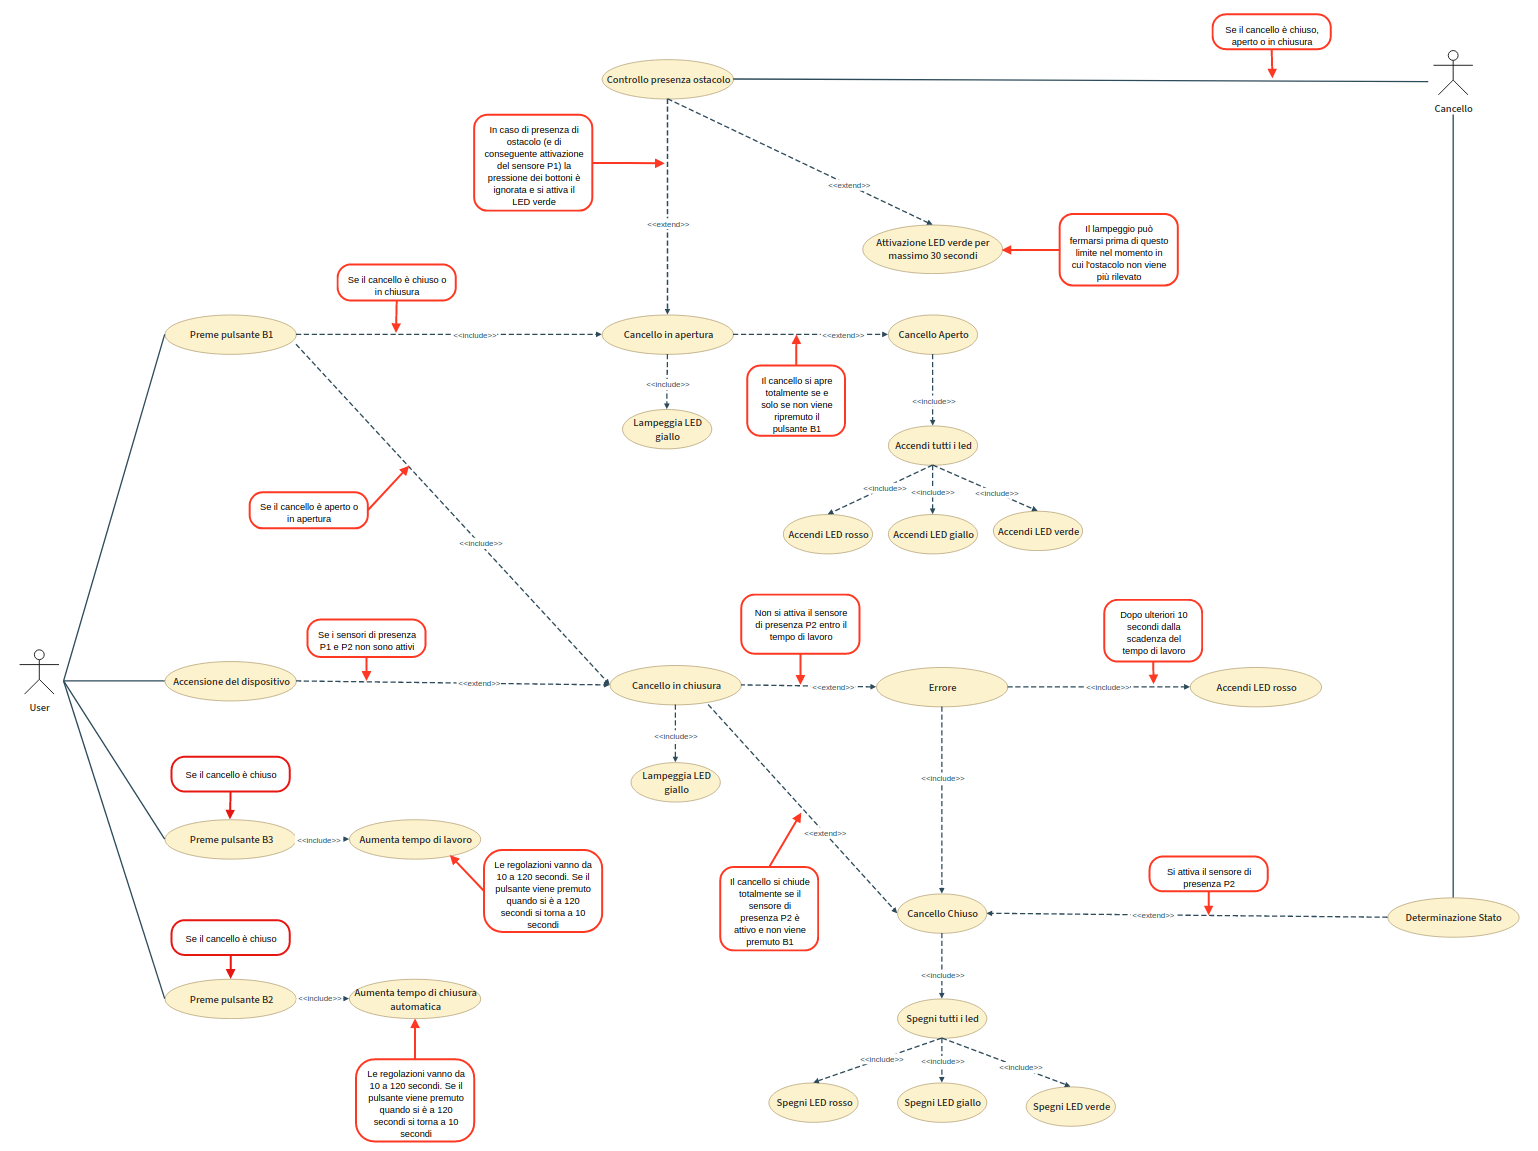 Se il cancello è chiuso,
aperto o in chiusura
Controllo presenza ostacolo
Cancello
In caso di presenza di
ostacolo (e di
conseguente attivazione
del sensore P1) la
pressione dei bottoni è
ignorata e si attiva il
LED verde
<<extend>>
<<extend>>
Attivazione LED verde per
massimo 30 secondi
Il lampeggio può
fermarsi prima di questo
limite nel momento in
cui l'ostacolo non viene
più rilevato
Se il cancello è chiuso o
in chiusura
Preme pulsante B1
<<include>>
Cancello in apertura
<<extend>>
Cancello Aperto
<<include>>
Lampeggia LED
giallo
Il cancello si apre
totalmente se e
solo se non viene
ripremuto il
pulsante B1
<<include>>
Accendi tutti i led
<<include>>
<<include>>
<<include>>
Accendi LED rosso
Accendi LED giallo
Accendi LED verde
Se il cancello è aperto o
in apertura
<<include>>
Non si attiva il sensore
di presenza P2 entro il
tempo di lavoro
Dopo ulteriori 10
secondi dalla
scadenza del
tempo di lavoro
Se i sensori di presenza
P1 e P2 non sono attivi
User
Accensione del dispositivo
<<extend>>
Cancello in chiusura
<<extend>>
Errore
<<include>>
Accendi LED rosso
<<include>>
Lampeggia LED
giallo
<<include>>
Se il cancello è chiuso
Preme pulsante B3
<<include>>
Aumenta tempo di lavoro
<<extend>>
Le regolazioni vanno da
10 a 120 secondi. Se il
pulsante viene premuto
quando si è a 120
secondi si torna a 10
secondi
Il cancello si chiude
totalmente se il
sensore di
presenza P2 è
attivo e non viene
premuto B1
Si attiva il sensore di
presenza P2
Cancello Chiuso
<<extend>>
Determinazione Stato
Se il cancello è chiuso
Preme pulsante B2
<<include>>
Aumenta tempo di chiusura
automatica
<<include>>
Spegni tutti i led
<<include>>
<<include>>
<<include>>
Spegni LED rosso
Spegni LED giallo
Spegni LED verde
Le regolazioni vanno da
10 a 120 secondi. Se il
pulsante viene premuto
quando si è a 120
secondi si torna a 10
secondi